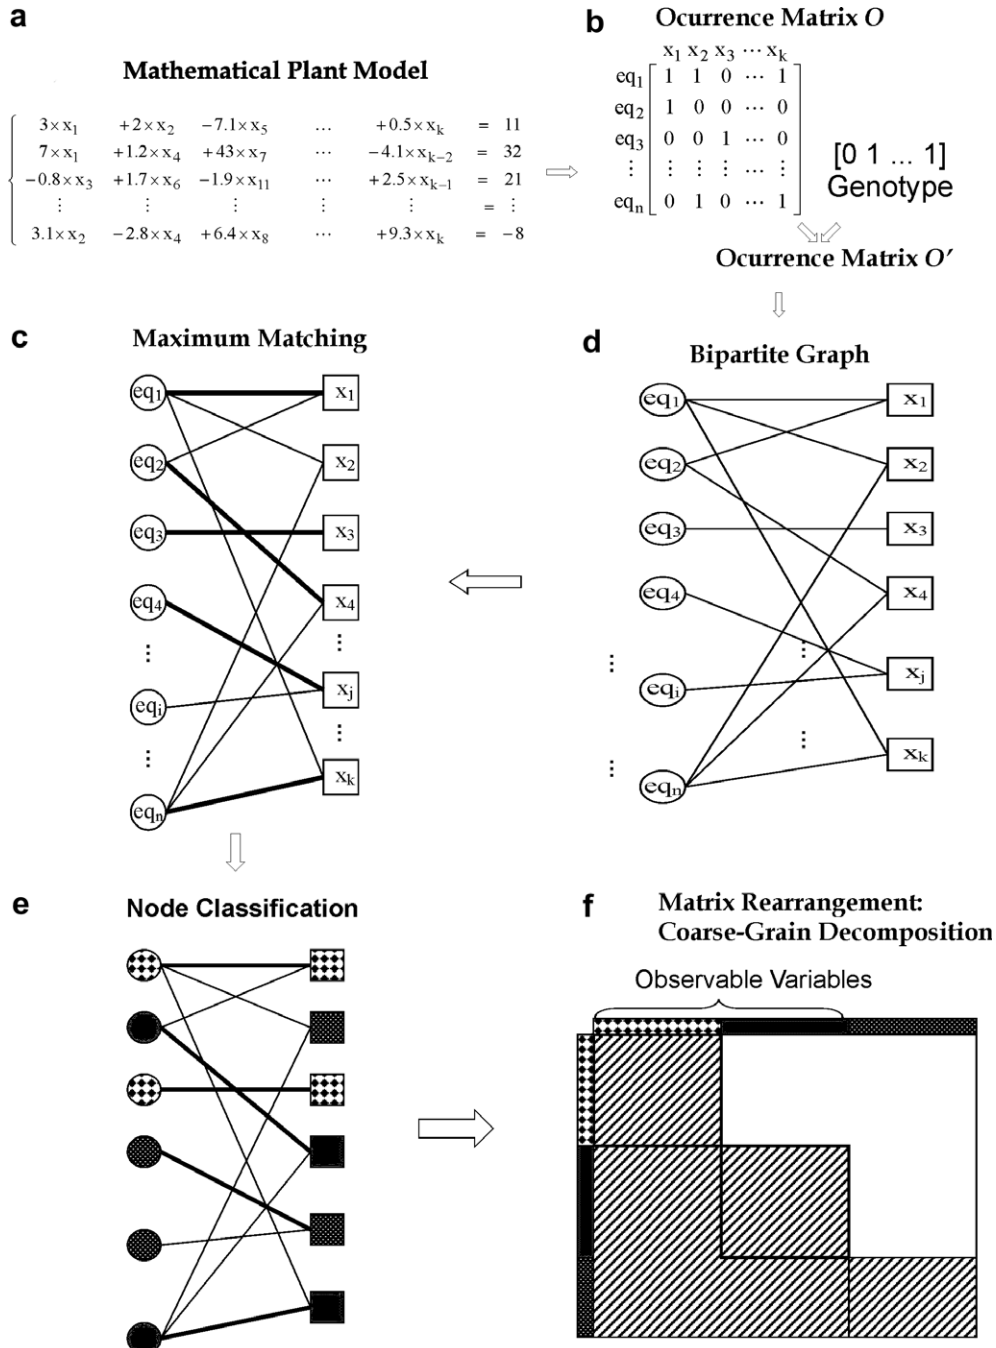 a
Mathematical Plant Model
3×x1 +2×x2 −7.1×x5 ... +0.5×xk = 11
7×x1 +1.2×x4 +43×x7 ... −4.1×xk-2 = 32
−0.8×x3 +1.7×x6 −1.9×x11 ... +2.5×xk-1 = 21
⋮ ⋮ ⋮ ⋮ = ⋮
3.1×x2 −2.8×x4 +6.4×x8 ... +9.3×xk = −8
b
Ocurrence Matrix O
x1 x2 x3 ⋯ xk
eq1 1 1 0 ⋯ 1
eq2 1 0 0 ⋯ 0
eq3 0 0 1 ⋯ 0
⋮ ⋮ ⋮ ⋮ ⋮ ⋮
eqn 0 1 0 ⋯ 1
[0 1 ... 1]
Genotype
Ocurrence Matrix O′
c
Maximum Matching
eq1 x1
eq2 x2
eq3 x3
eq4 x4
⋮ ⋮
eqi xj
⋮ ⋮
eqn xk
d
Bipartite Graph
eq1 x1
eq2 x2
eq3 x3
eq4 x4
⋮ ⋮
eqi xj
⋮ ⋮
eqn xk
e
Node Classification
f
Matrix Rearrangement:
Coarse-Grain Decomposition
Observable Variables